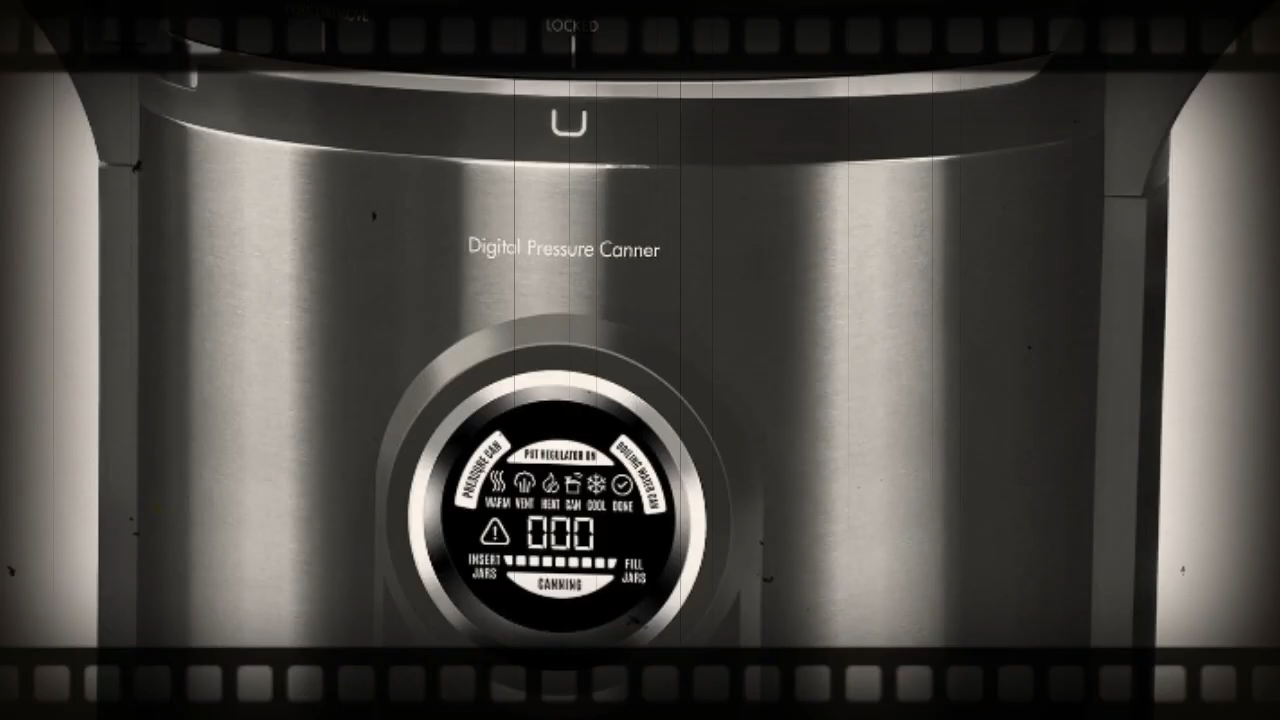 LOCKED
Digital Pressure Canner
PRESSURE CAN
PUT REGULATOR ON
BOILING WATER CAN
WARM VENT HEAT CAN COOL DONE
000
INSERT JARS
FILL JARS
CANNING